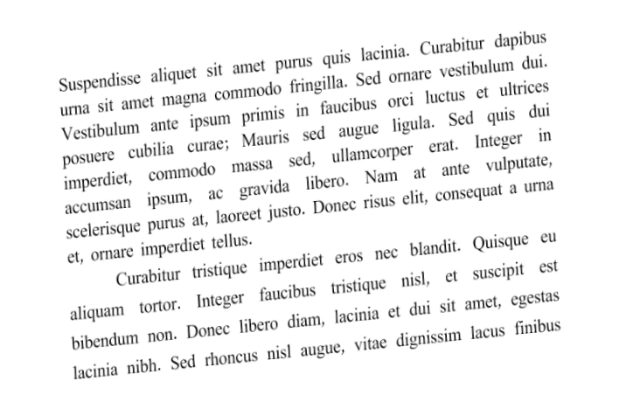 Suspendisse aliquet sit amet purus quis lacinia. Curabitur dapibus
urna sit amet magna commodo fringilla. Sed ornare vestibulum dui.
Vestibulum ante ipsum primis in faucibus orci luctus et ultrices
posuere cubilia curae; Mauris sed augue ligula. Sed quis dui
imperdiet, commodo massa sed, ullamcorper erat. Integer in
accumsan ipsum, ac gravida libero. Nam at ante vulputate,
scelerisque purus at, laoreet justo. Donec risus elit, consequat a urna
et, ornare imperdiet tellus.
Curabitur tristique imperdiet eros nec blandit. Quisque eu
aliquam tortor. Integer faucibus tristique nisl, et suscipit est
bibendum non. Donec libero diam, lacinia et dui sit amet, egestas
lacinia nibh. Sed rhoncus nisl augue, vitae dignissim lacus finibus